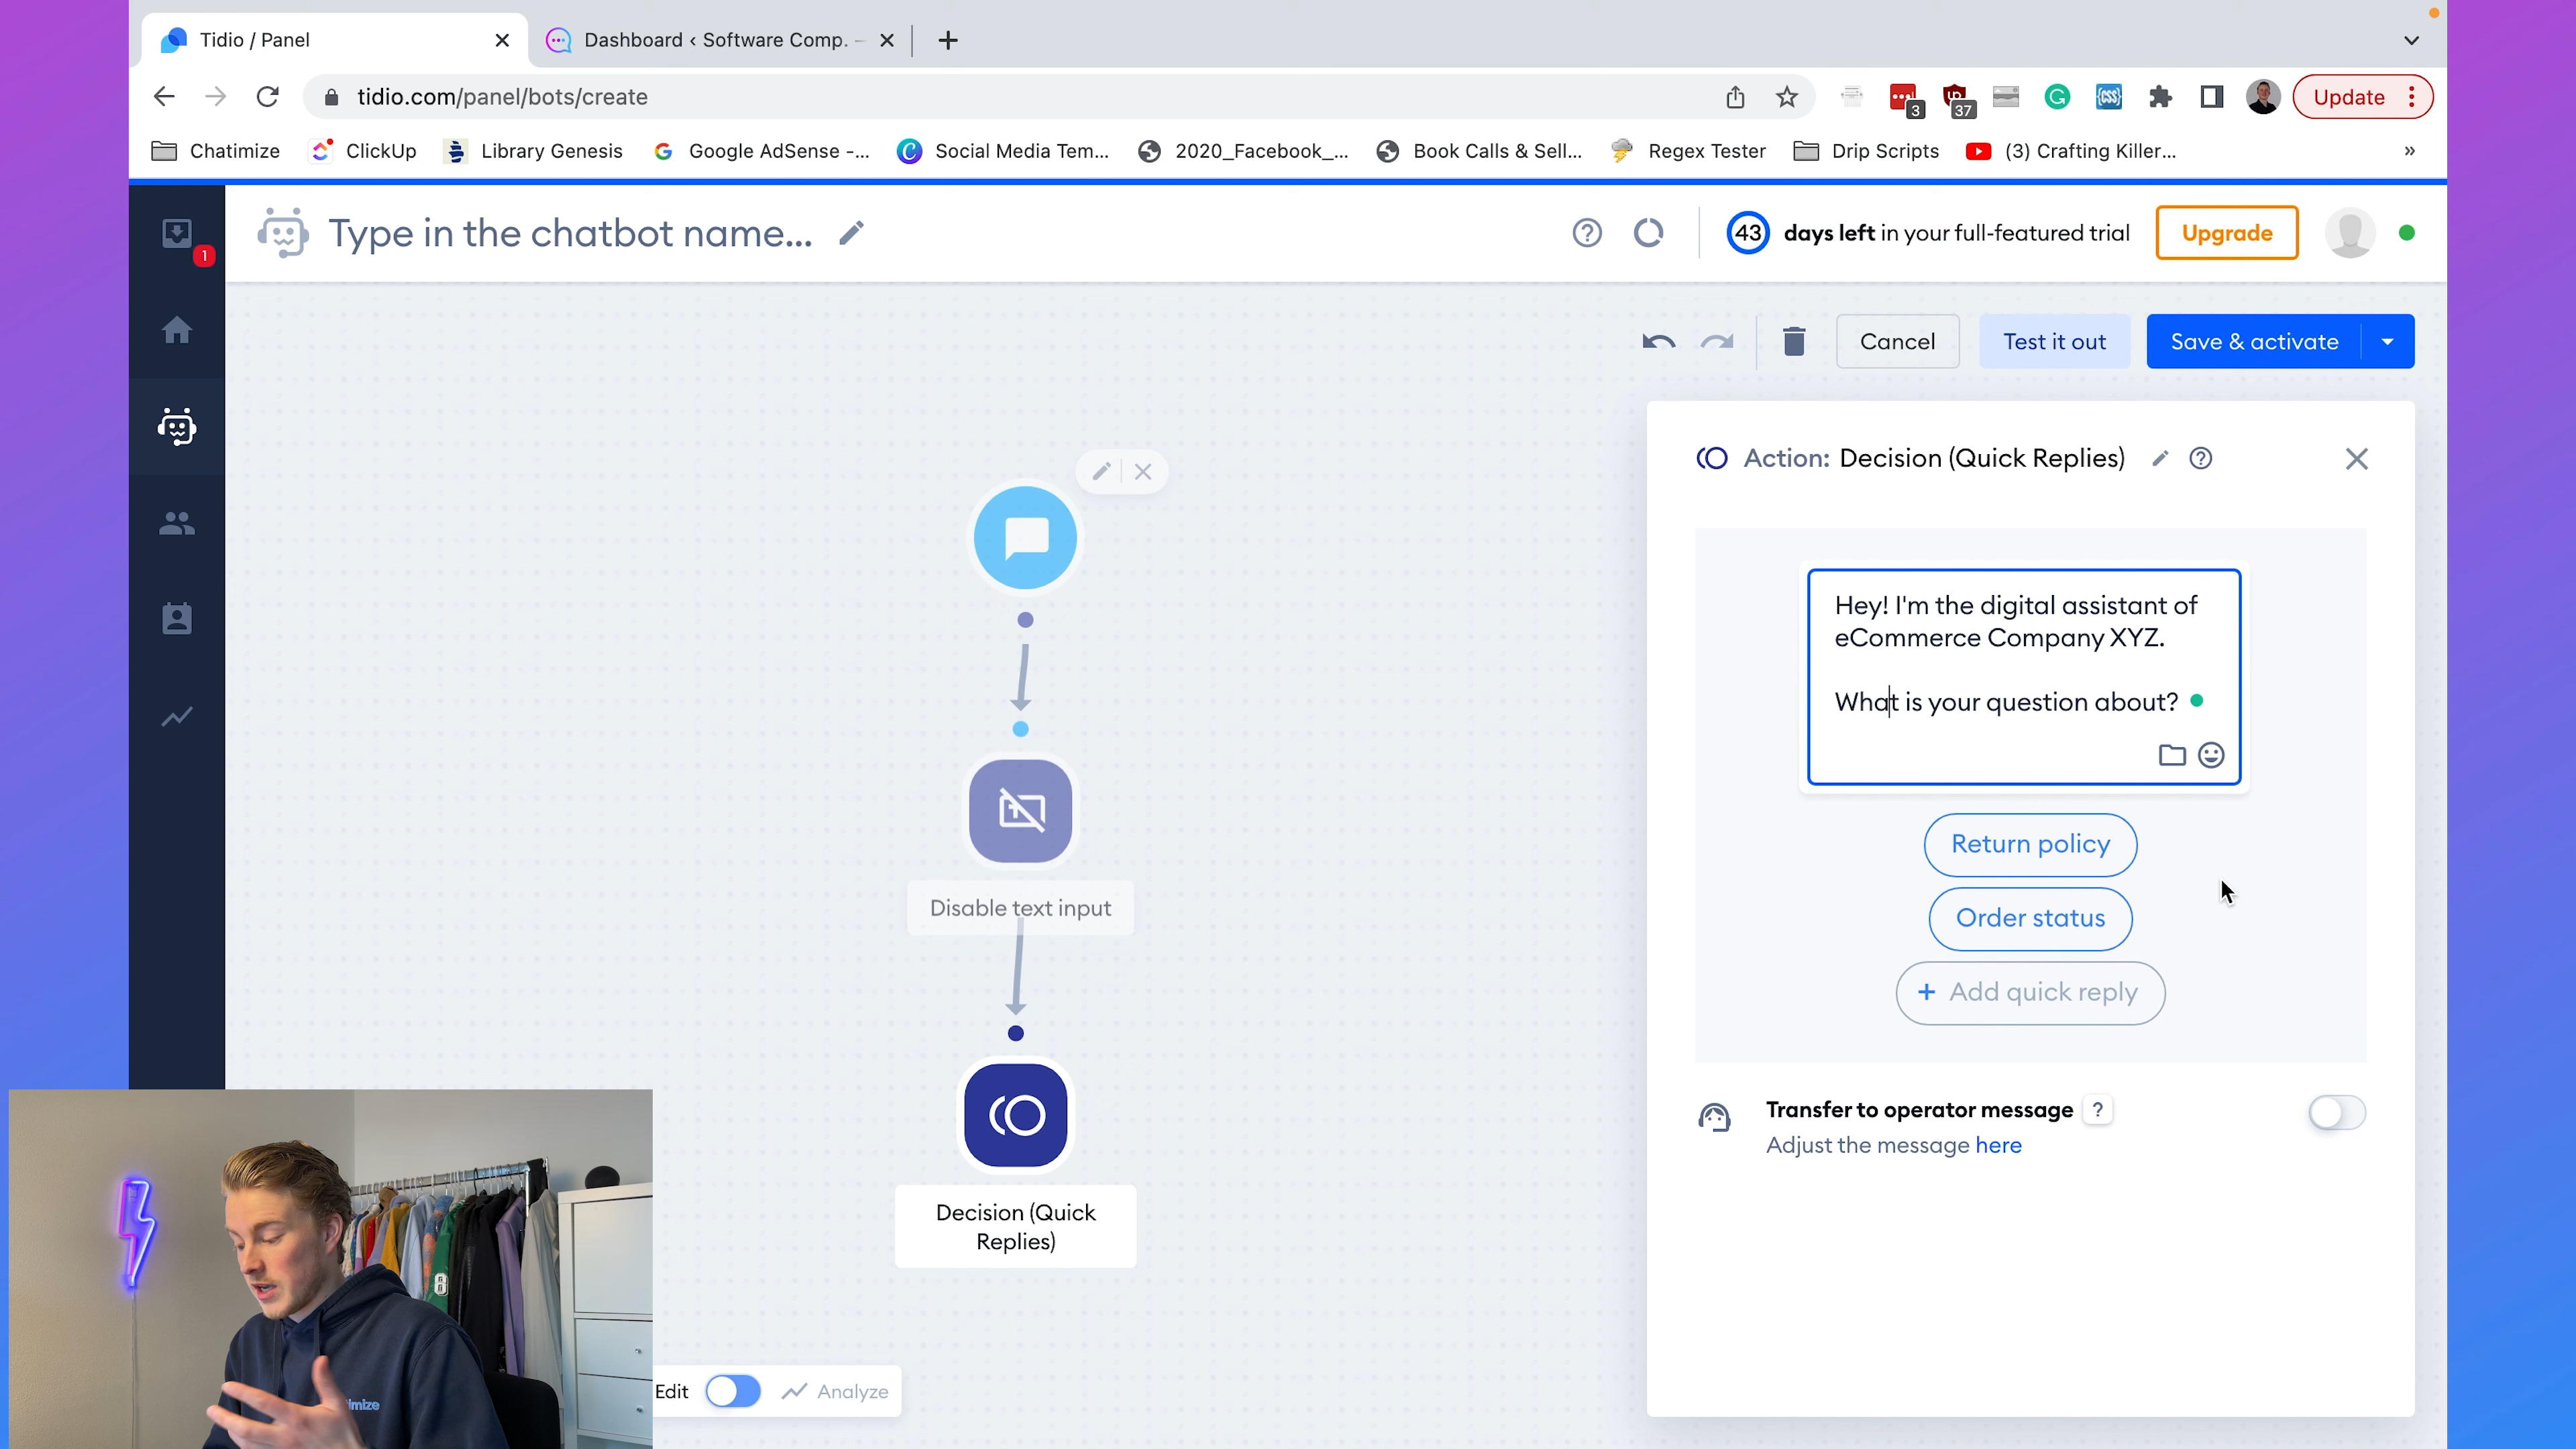 Tidio / Panel
Dashboard ‹ Software Comp. –
tidio.com/panel/bots/create
3
37
Update
Chatimize
ClickUp
Library Genesis
Google AdSense -...
Social Media Tem...
2020_Facebook_...
Book Calls & Sell...
Regex Tester
Drip Scripts
(3) Crafting Killer...
»
1
Type in the chatbot name...
43
days left in your full-featured trial
Upgrade
Cancel
Test it out
Save & activate
Action: Decision (Quick Replies)
Hey! I'm the digital assistant of
eCommerce Company XYZ.
What is your question about?
Return policy
Order status
+ Add quick reply
Transfer to operator message ?
Adjust the message here
Disable text input
Decision (Quick
Replies)
Edit
Analyze